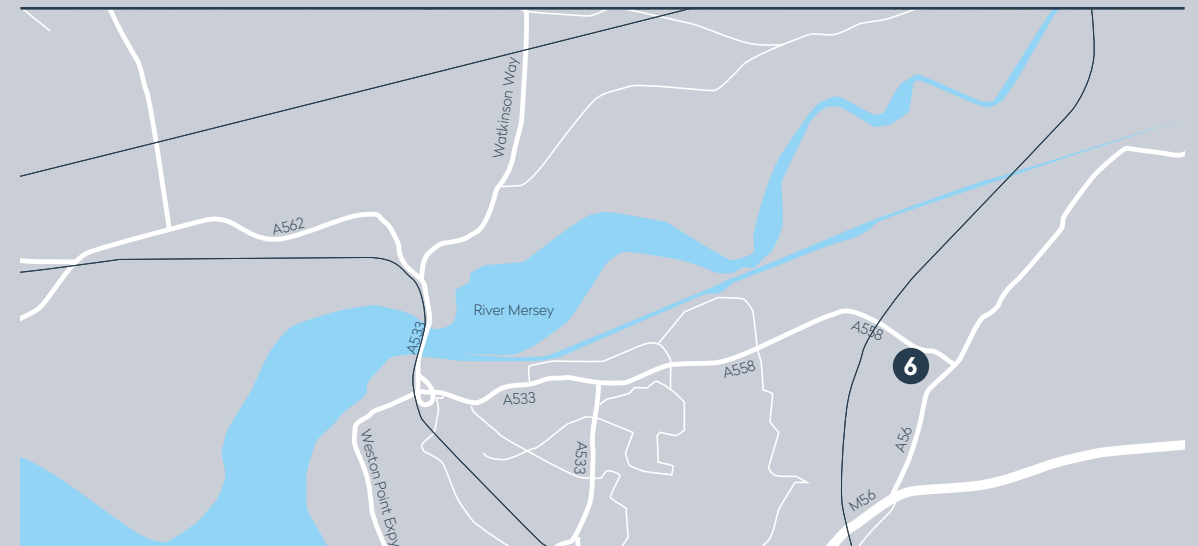 Watkinson Way
A562
River Mersey
A533
A558
6
A558
A533
A56
A533
Weston Point Expy
M56